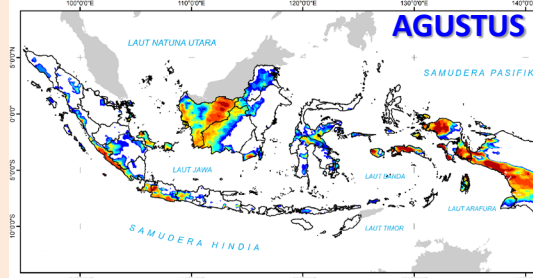 100°0'0"E 110°0'0"E 120°0'0"E 130°0'0"E 140°0'
AGUSTUS
LAUT NATUNA UTARA
5°0'0"N
SAMUDERA PASIFIK
0°0'0"
LAUT JAWA
5°0'0"S
LAUT BANDA
LAUT ARAFURA
10°0'0"S
SAMUDERA HINDIA
LAUT TIMOR